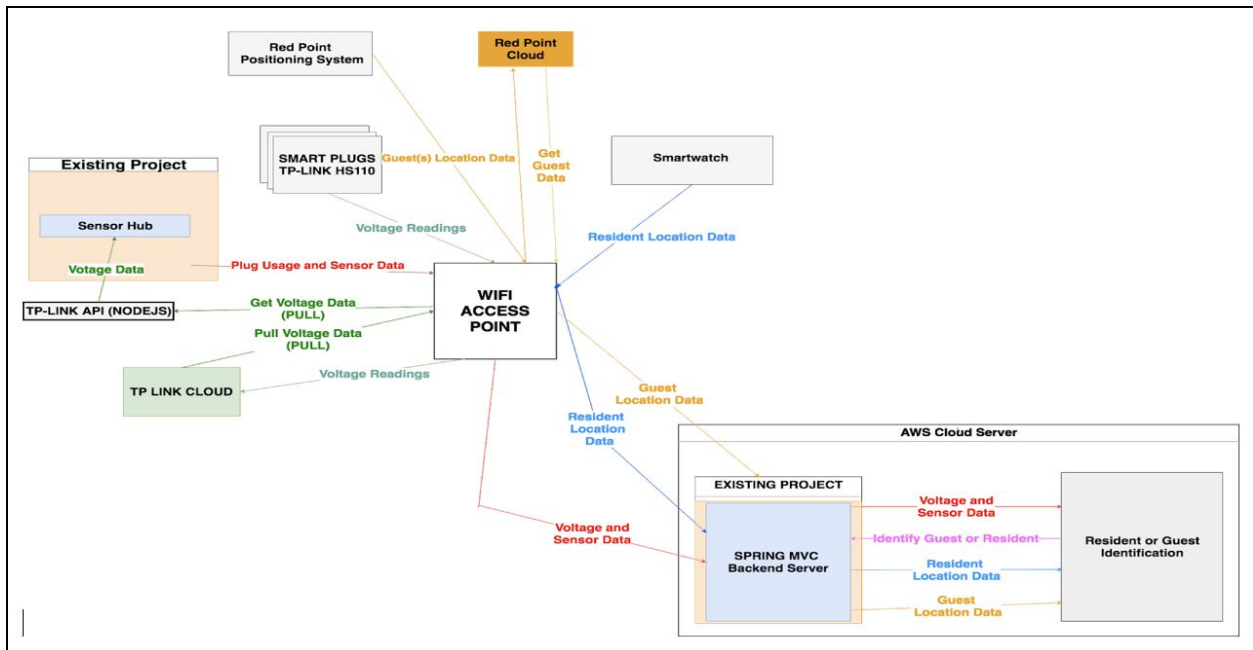 Red Point
Positioning System
Red Point
Cloud
SMART PLUGS
TP-LINK HS110
Guest(s) Location Data
Get
Guest
Data
Smartwatch
Existing Project
Sensor Hub
Votage Data
Voltage Readings
Resident Location Data
Plug Usage and Sensor Data
WIFI
ACCESS
POINT
TP-LINK API (NODEJS)
Get Voltage Data
(PULL)
Pull Voltage Data
(PULL)
TP LINK CLOUD
Voltage Readings
Guest
Location Data
Resident
Location
Data
AWS Cloud Server
EXISTING PROJECT
Voltage and
Sensor Data
SPRING MVC
Backend Server
Voltage and
Sensor Data
Identify Guest or Resident
Resident
Location Data
Guest
Location Data
Resident or Guest
Identification